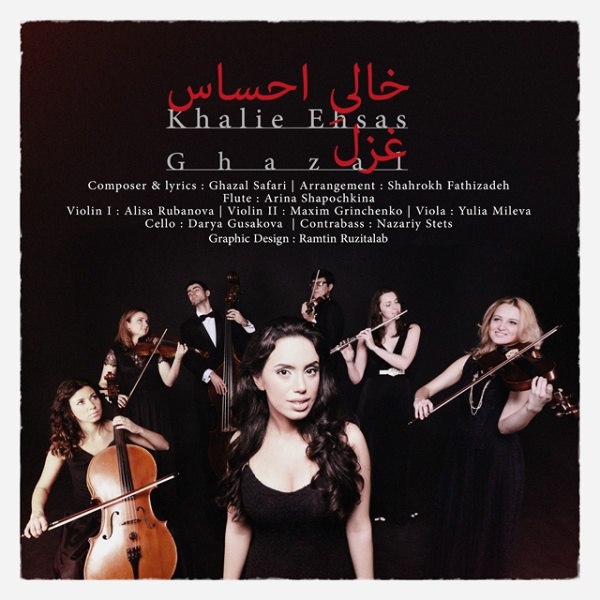 خالیِ احساس
Khalie Ehsas
غزل
Ghazal
Composer & lyrics : Ghazal Safari | Arrangement : Shahrokh Fathizadeh
Flute : Arina Shapochkina
Violin I : Alisa Rubanova | Violin II : Maxim Grinchenko | Viola : Yulia Mileva
Cello : Darya Gusakova | Contrabass : Nazariy Stets
Graphic Design : Ramtin Ruzitalab